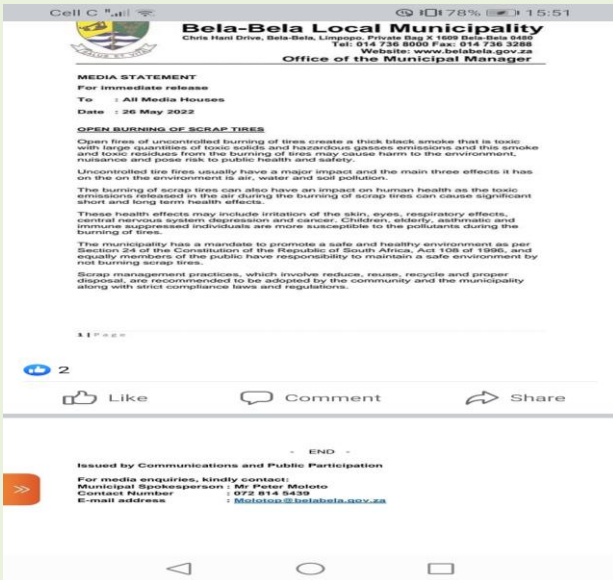 Cell C 78% 15:51
Bela-Bela Local Municipality
Chris Hani Drive, Bela-Bela, Limpopo. Private Bag X 1609 Bela-Bela 0480
Tel: 014 736 8000 Fax: 014 736 3288
Website: www.belabela.gov.za
Office of the Municipal Manager
MEDIA STATEMENT
For immediate release
To : All Media Houses
Date : 26 May 2022
OPEN BURNING OF SCRAP TIRES
Open fires of uncontrolled burning of tires create a thick black smoke that is toxic
with large quantities of toxic solids and hazardous gasses emissions and this smoke
and toxic residues from the burning of tires may cause harm to the environment,
nuisance and pose risk to public health and safety.
Uncontrolled tire fires usually have a major impact and the main three effects it has
on the on the environment is air, water and soil pollution.
The burning of scrap tires can also have an impact on human health as the toxic
emissions released in the air during the burning of scrap tires can cause significant
short and long term health effects.
These health effects may include irritation of the skin, eyes, respiratory effects,
central nervous system depression and cancer. Children, elderly, asthmatic and
immune suppressed individuals are more susceptible to the pollutants during the
burning of tires.
The municipality has a mandate to promote a safe and healthy environment as per
Section 24 of the Constitution of the Republic of South Africa, Act 108 of 1996, and
equally members of the public have responsibility to maintain a safe environment by
not burning scrap tires.
Scrap management practices, which involve reduce, reuse, recycle and proper
disposal, are recommended to be adopted by the community and the municipality
along with strict compliance laws and regulations.
1 | Page
2
Like Comment Share
- END -
Issued by Communications and Public Participation
For media enquiries, kindly contact:
Municipal Spokesperson : Mr Peter Moloto
Contact Number : 072 814 5439
E-mail address : Molotop@belabela.gov.za